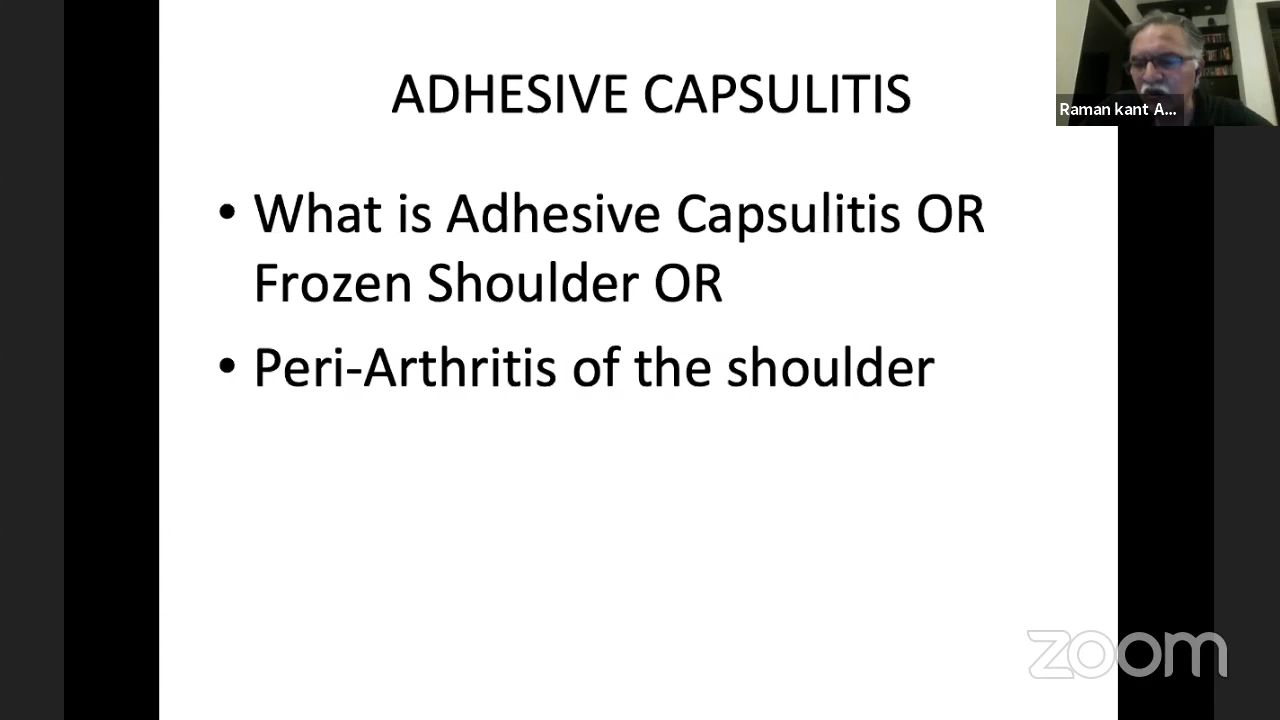 ADHESIVE CAPSULITIS
Raman kant A...
• What is Adhesive Capsulitis OR
Frozen Shoulder OR
• Peri-Arthritis of the shoulder
zoom